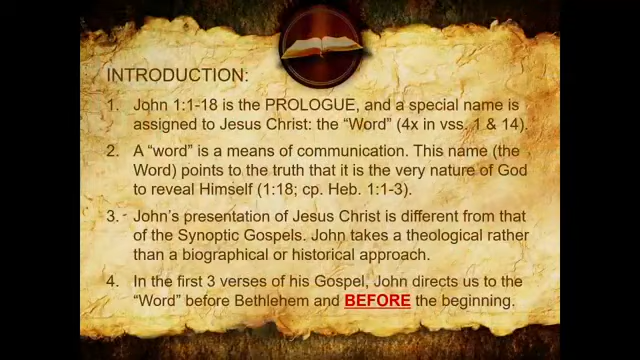 INTRODUCTION:
1. John 1:1-18 is the PROLOGUE, and a special name is
assigned to Jesus Christ: the “Word” (4x in vss. 1 & 14).
2. A “word” is a means of communication. This name (the
Word) points to the truth that it is the very nature of God
to reveal Himself (1:18; cp. Heb. 1:1-3).
3. John’s presentation of Jesus Christ is different from that
of the Synoptic Gospels. John takes a theological rather
than a biographical or historical approach.
4. In the first 3 verses of his Gospel, John directs us to the
“Word” before Bethlehem and BEFORE the beginning.